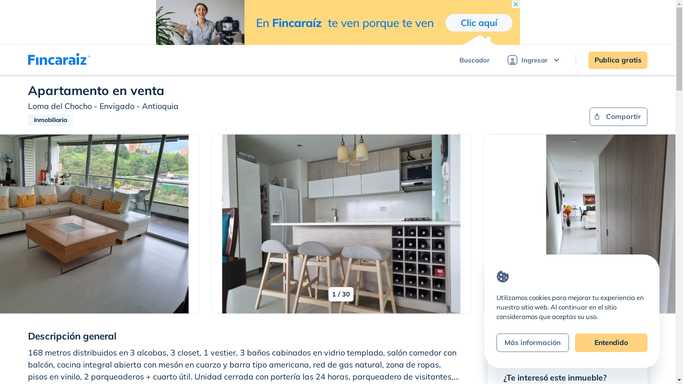 En Fincaraíz te ven porque te ven
Clic aquí
Fincaraíz
Buscador
Ingresar
Publica gratis
Apartamento en venta
Loma del Chocho - Envigado - Antioquia
Inmobiliaria
Compartir
1 / 30
Utilizamos cookies para mejorar tu experiencia en
nuestro sitio web. Al continuar en el sitio
consideramos que aceptas su uso.
Más información
Entendido
Descripción general
168 metros distribuidos en 3 alcobas, 3 closet, 1 vestier, 3 baños cabinados en vidrio templado, salón comedor con
balcón, cocina integral abierta con mesón en cuarzo y barra tipo americana, red de gas natural, zona de ropas,
pisos en vinilo, 2 parqueaderos + cuarto útil. Unidad cerrada con portería las 24 horas, parqueadero de visitantes,...
¿Te interesó este inmueble?